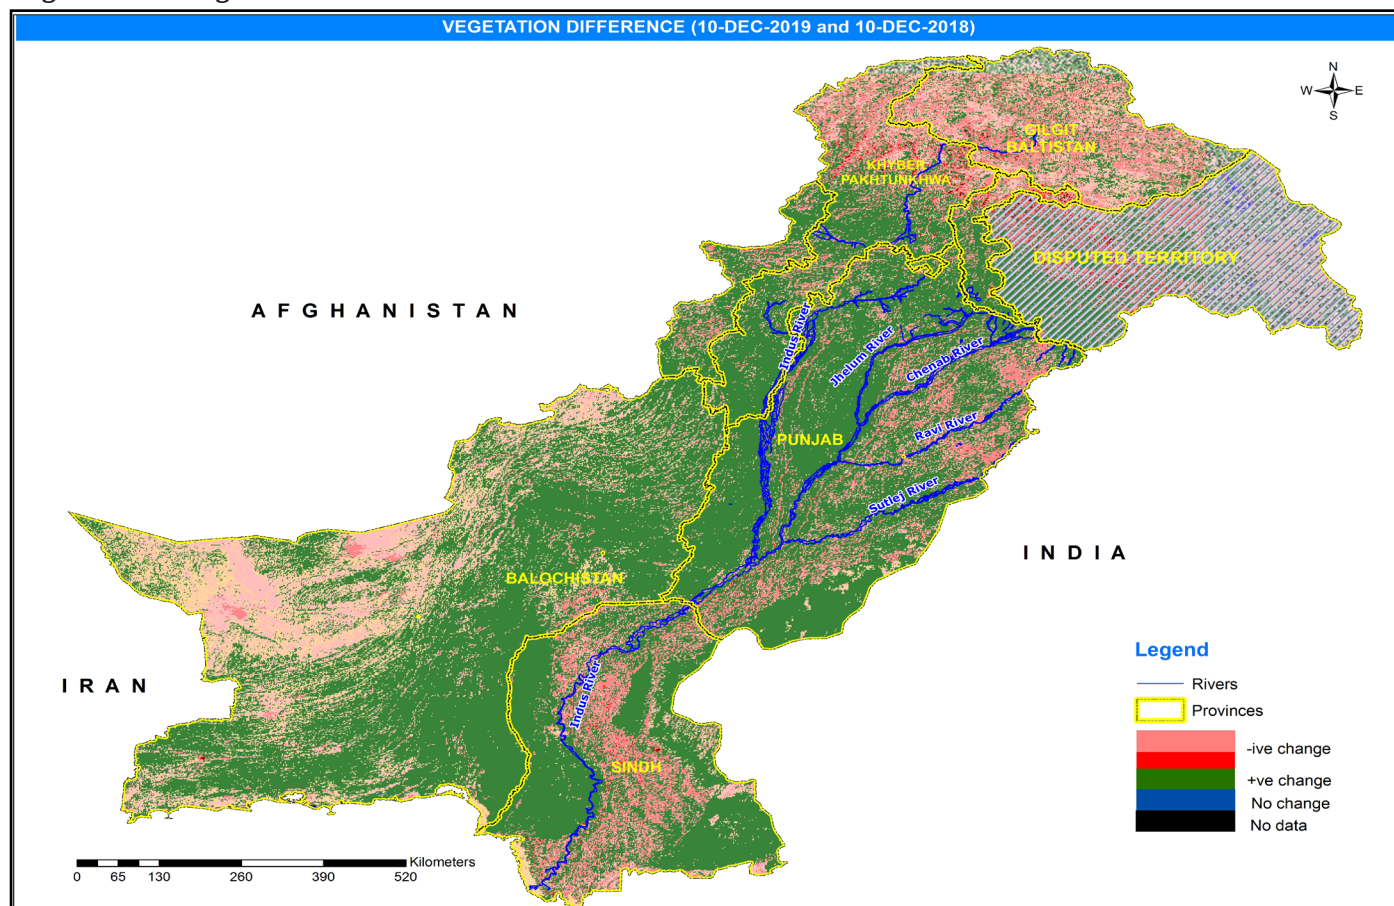 VEGETATION DIFFERENCE (10-DEC-2019 and 10-DEC-2018)
N
W E
S
GILGIT
BALTISTAN
KHYBER
PAKHTUNKHWA
DISPUTED TERRITORY
AFGHANISTAN
Indus River
Jhelum River
Chenab River
Ravi River
PUNJAB
Sutlej River
INDIA
BALOCHISTAN
IRAN
Indus River
SINDH
Legend
Rivers
Provinces
-ive change
+ve change
No change
No data
Kilometers
0 65 130 260 390 520